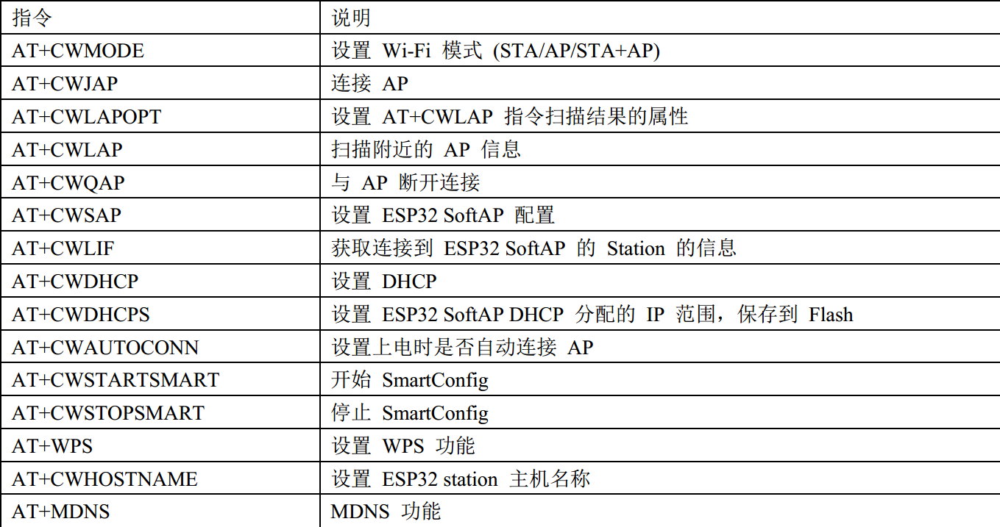 指令 说明
AT+CWMODE 设置 Wi-Fi 模式 (STA/AP/STA+AP)
AT+CWJAP 连接 AP
AT+CWLAPOPT 设置 AT+CWLAP 指令扫描结果的属性
AT+CWLAP 扫描附近的 AP 信息
AT+CWQAP 与 AP 断开连接
AT+CWSAP 设置 ESP32 SoftAP 配置
AT+CWLIF 获取连接到 ESP32 SoftAP 的 Station 的信息
AT+CWDHCP 设置 DHCP
AT+CWDHCPS 设置 ESP32 SoftAP DHCP 分配的 IP 范围，保存到 Flash
AT+CWAUTOCONN 设置上电时是否自动连接 AP
AT+CWSTARTSMART 开始 SmartConfig
AT+CWSTOPSMART 停止 SmartConfig
AT+WPS 设置 WPS 功能
AT+CWHOSTNAME 设置 ESP32 station 主机名称
AT+MDNS MDNS 功能